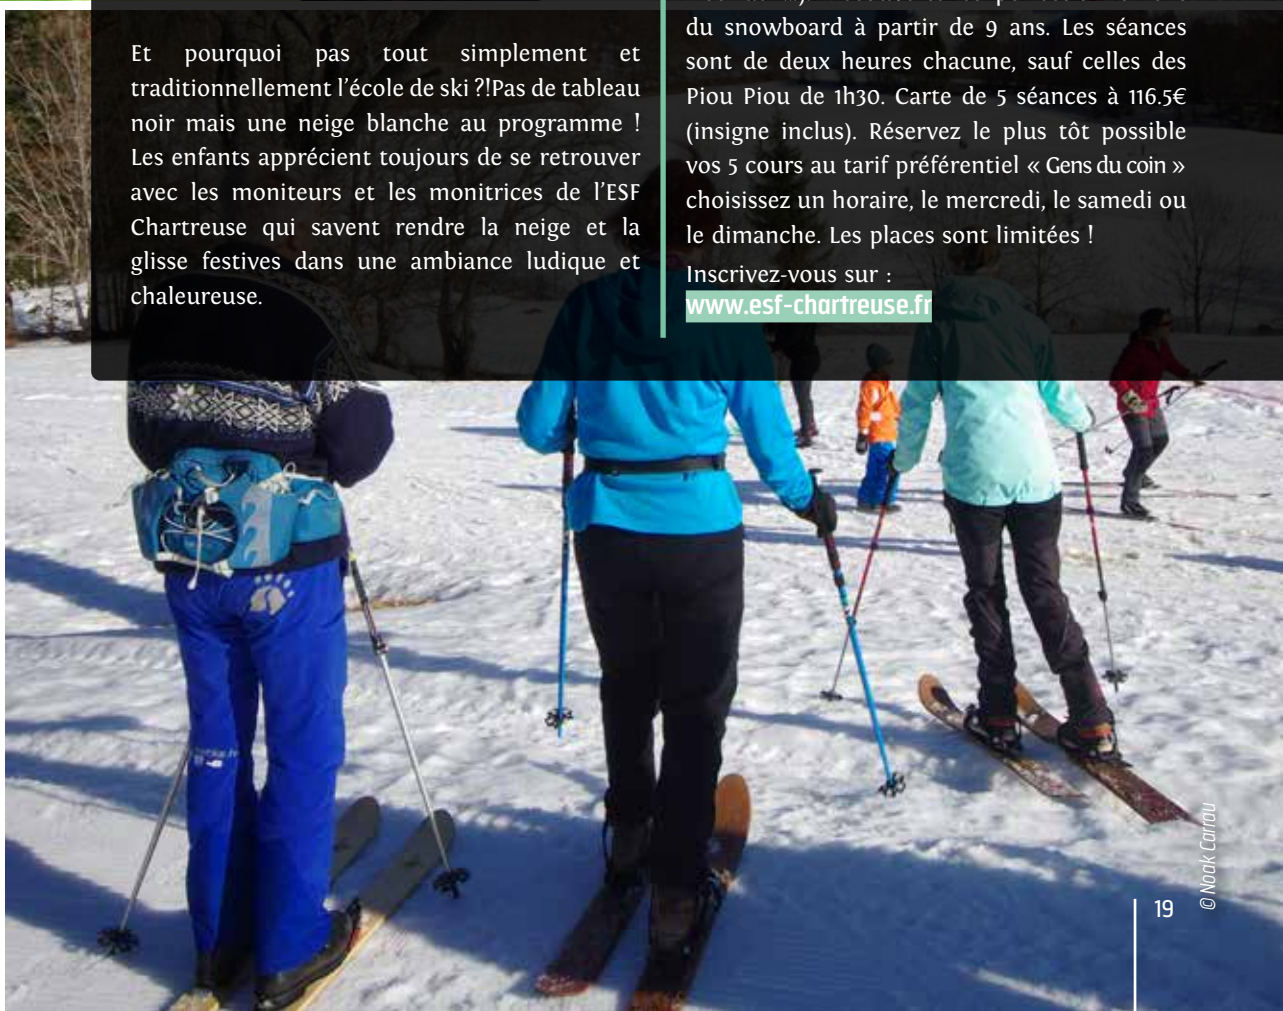 Et pourquoi pas tout simplement et
traditionnellement l'école de ski ?!Pas de tableau
noir mais une neige blanche au programme !
Les enfants apprécient toujours de se retrouver
avec les moniteurs et les monitrices de l'ESF
Chartreuse qui savent rendre la neige et la
glisse festives dans une ambiance ludique et
chaleureuse.
du snowboard à partir de 9 ans. Les séances
sont de deux heures chacune, sauf celles des
Piou Piou de 1h30. Carte de 5 séances à 116.5€
(insigne inclus). Réservez le plus tôt possible
vos 5 cours au tarif préférentiel « Gens du coin »
choisissez un horaire, le mercredi, le samedi ou
le dimanche. Les places sont limitées !
Inscrivez-vous sur :
www.esf-chartreuse.fr
© Noak Carrau
19